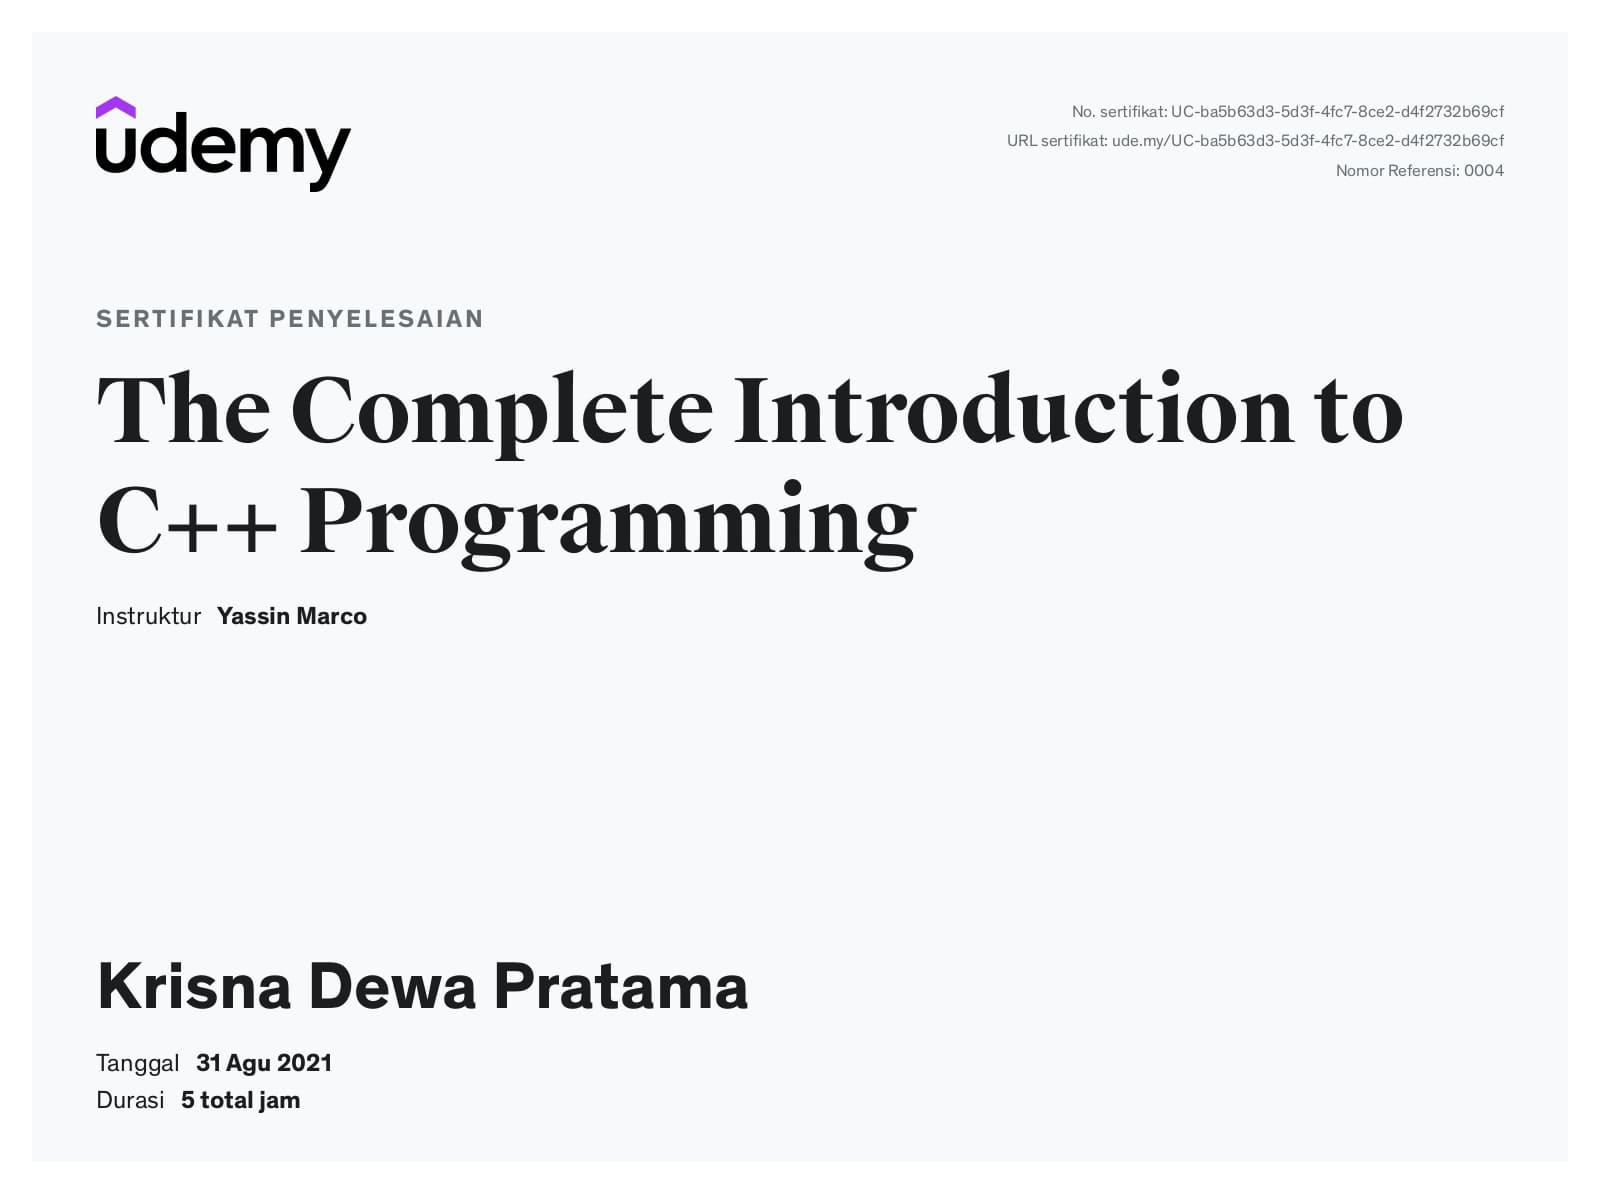 udemy
No. sertifikat: UC-ba5b63d3-5d3f-4fc7-8ce2-d4f2732b69cf
URL sertifikat: ude.my/UC-ba5b63d3-5d3f-4fc7-8ce2-d4f2732b69cf
Nomor Referensi: 0004
SERTIFIKAT PENYELESAIAN
The Complete Introduction to
C++ Programming
Instruktur Yassin Marco
Krisna Dewa Pratama
Tanggal 31 Agu 2021
Durasi 5 total jam